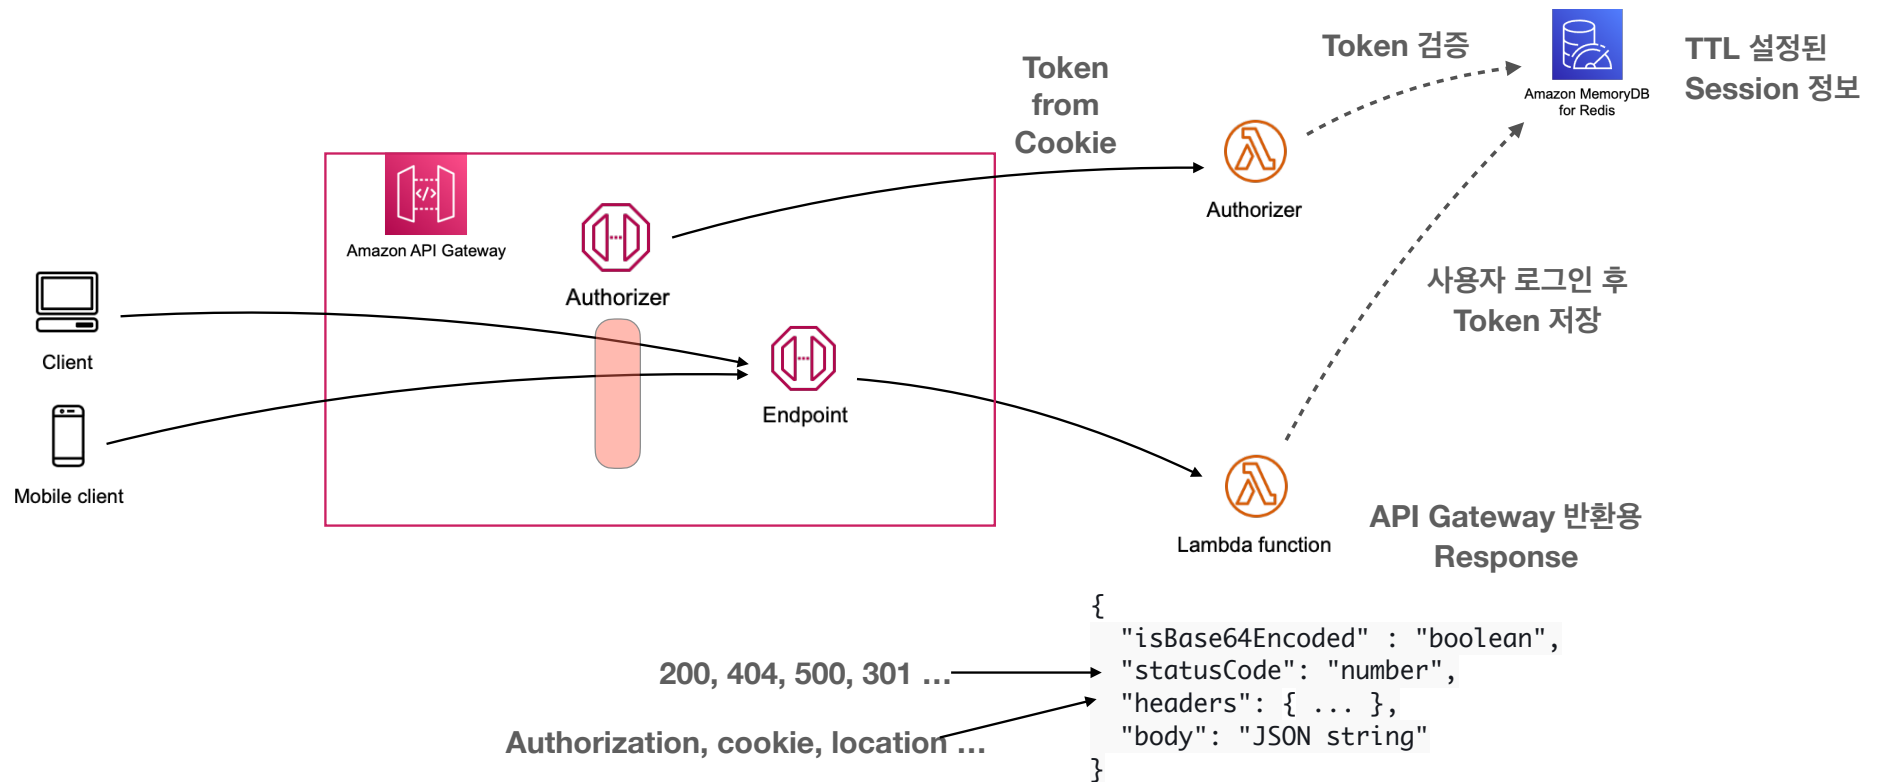 Token 검증
TTL 설정된
Session 정보
Amazon MemoryDB
for Redis
Token
from
Cookie
Authorizer
Amazon API Gateway
Authorizer
사용자 로그인 후
Token 저장
Client
Endpoint
Mobile client
Lambda function
API Gateway 반환용
Response
{
"isBase64Encoded" : "boolean",
200, 404, 500, 301 ...
"statusCode": "number",
"headers": { ... },
Authorization, cookie, location ...
"body": "JSON string"
}